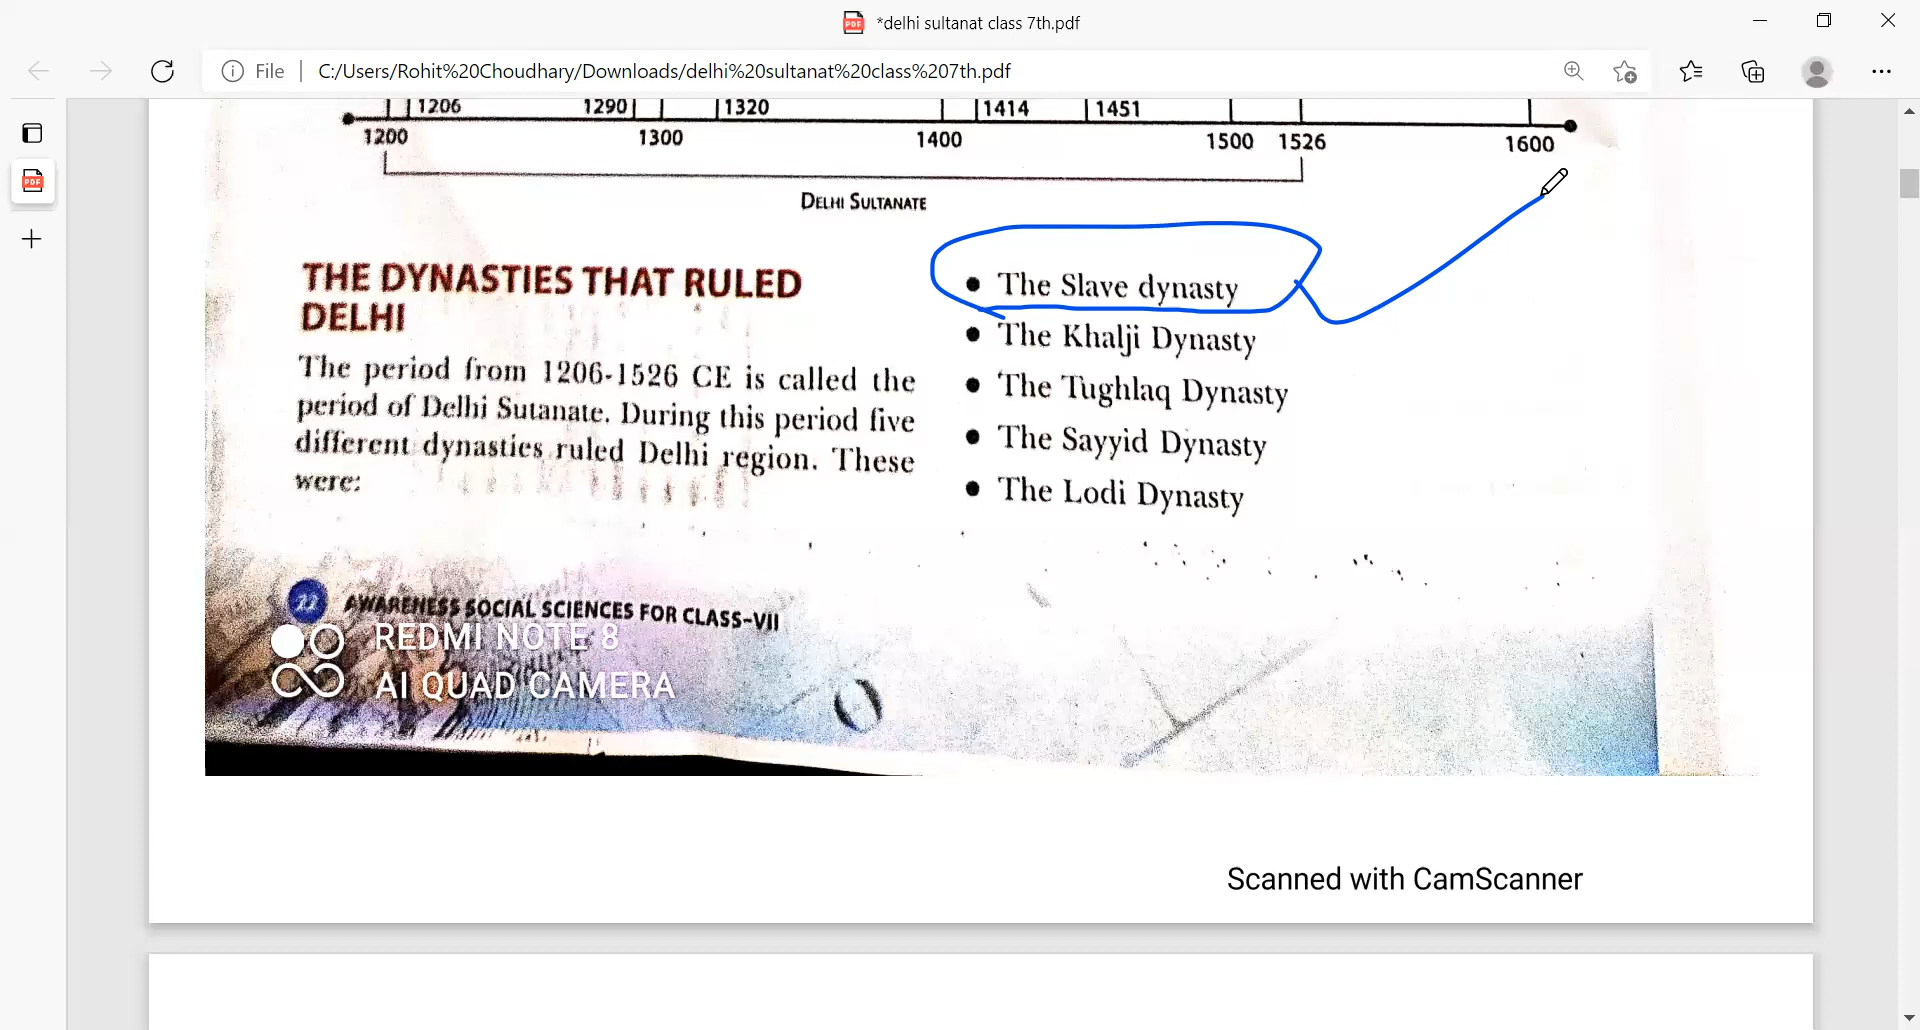 *delhi sultanat class 7th.pdf
File
C:/Users/Rohit%20Choudhary/Downloads/delhi%20sultanat%20class%207th.pdf
1206 1290 1320 1414 1451
1200 1300 1400 1500 1526 1600
DELHI SULTANATE
THE DYNASTIES THAT RULED
DELHI
The period from 1206-1526 CE is called the
period of Delhi Sutanate. During this period five
different dynasties ruled Delhi region. These
were:
• The Slave dynasty
• The Khalji Dynasty
• The Tughlaq Dynasty
• The Sayyid Dynasty
• The Lodi Dynasty
22 AWARENESS SOCIAL SCIENCES FOR CLASS-VII
REDMI NOTE 8
AI QUAD CAMERA
Scanned with CamScanner